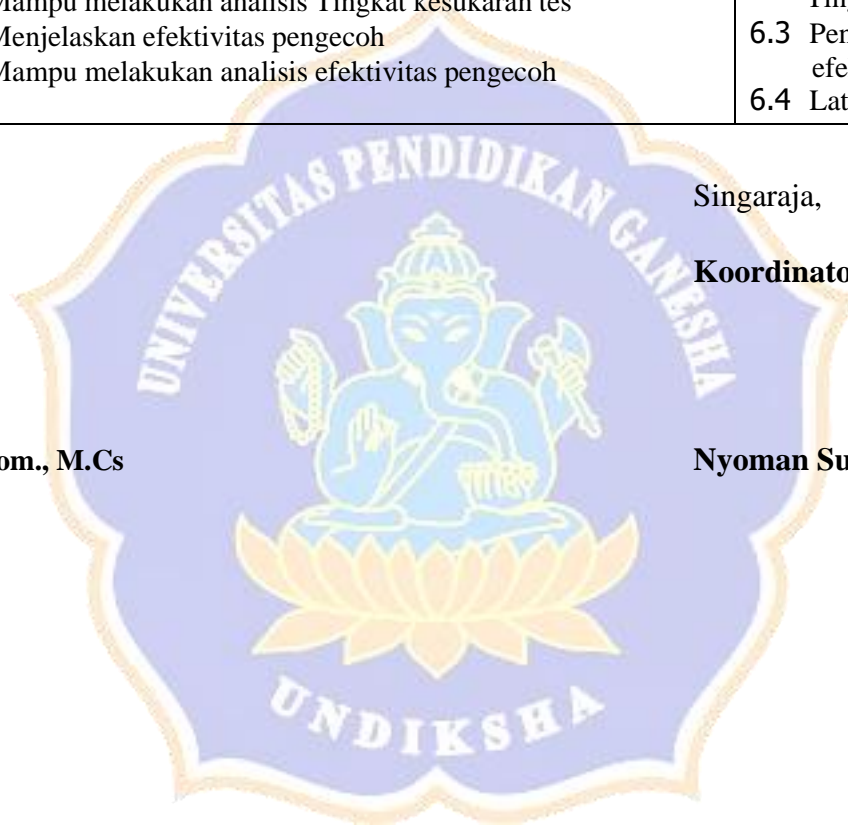 Mampu melakukan analisis Tingkat kesukaran tes
Menjelaskan efektivitas pengecoh
Mampu melakukan analisis efektivitas pengecoh
6.3 Pen
efe
6.4 Lat
UNIVERSITAS PENDIDIKAN GANESHA
Singaraja,
Koordinato
om., M.Cs
Nyoman Su
UNDIKSHA